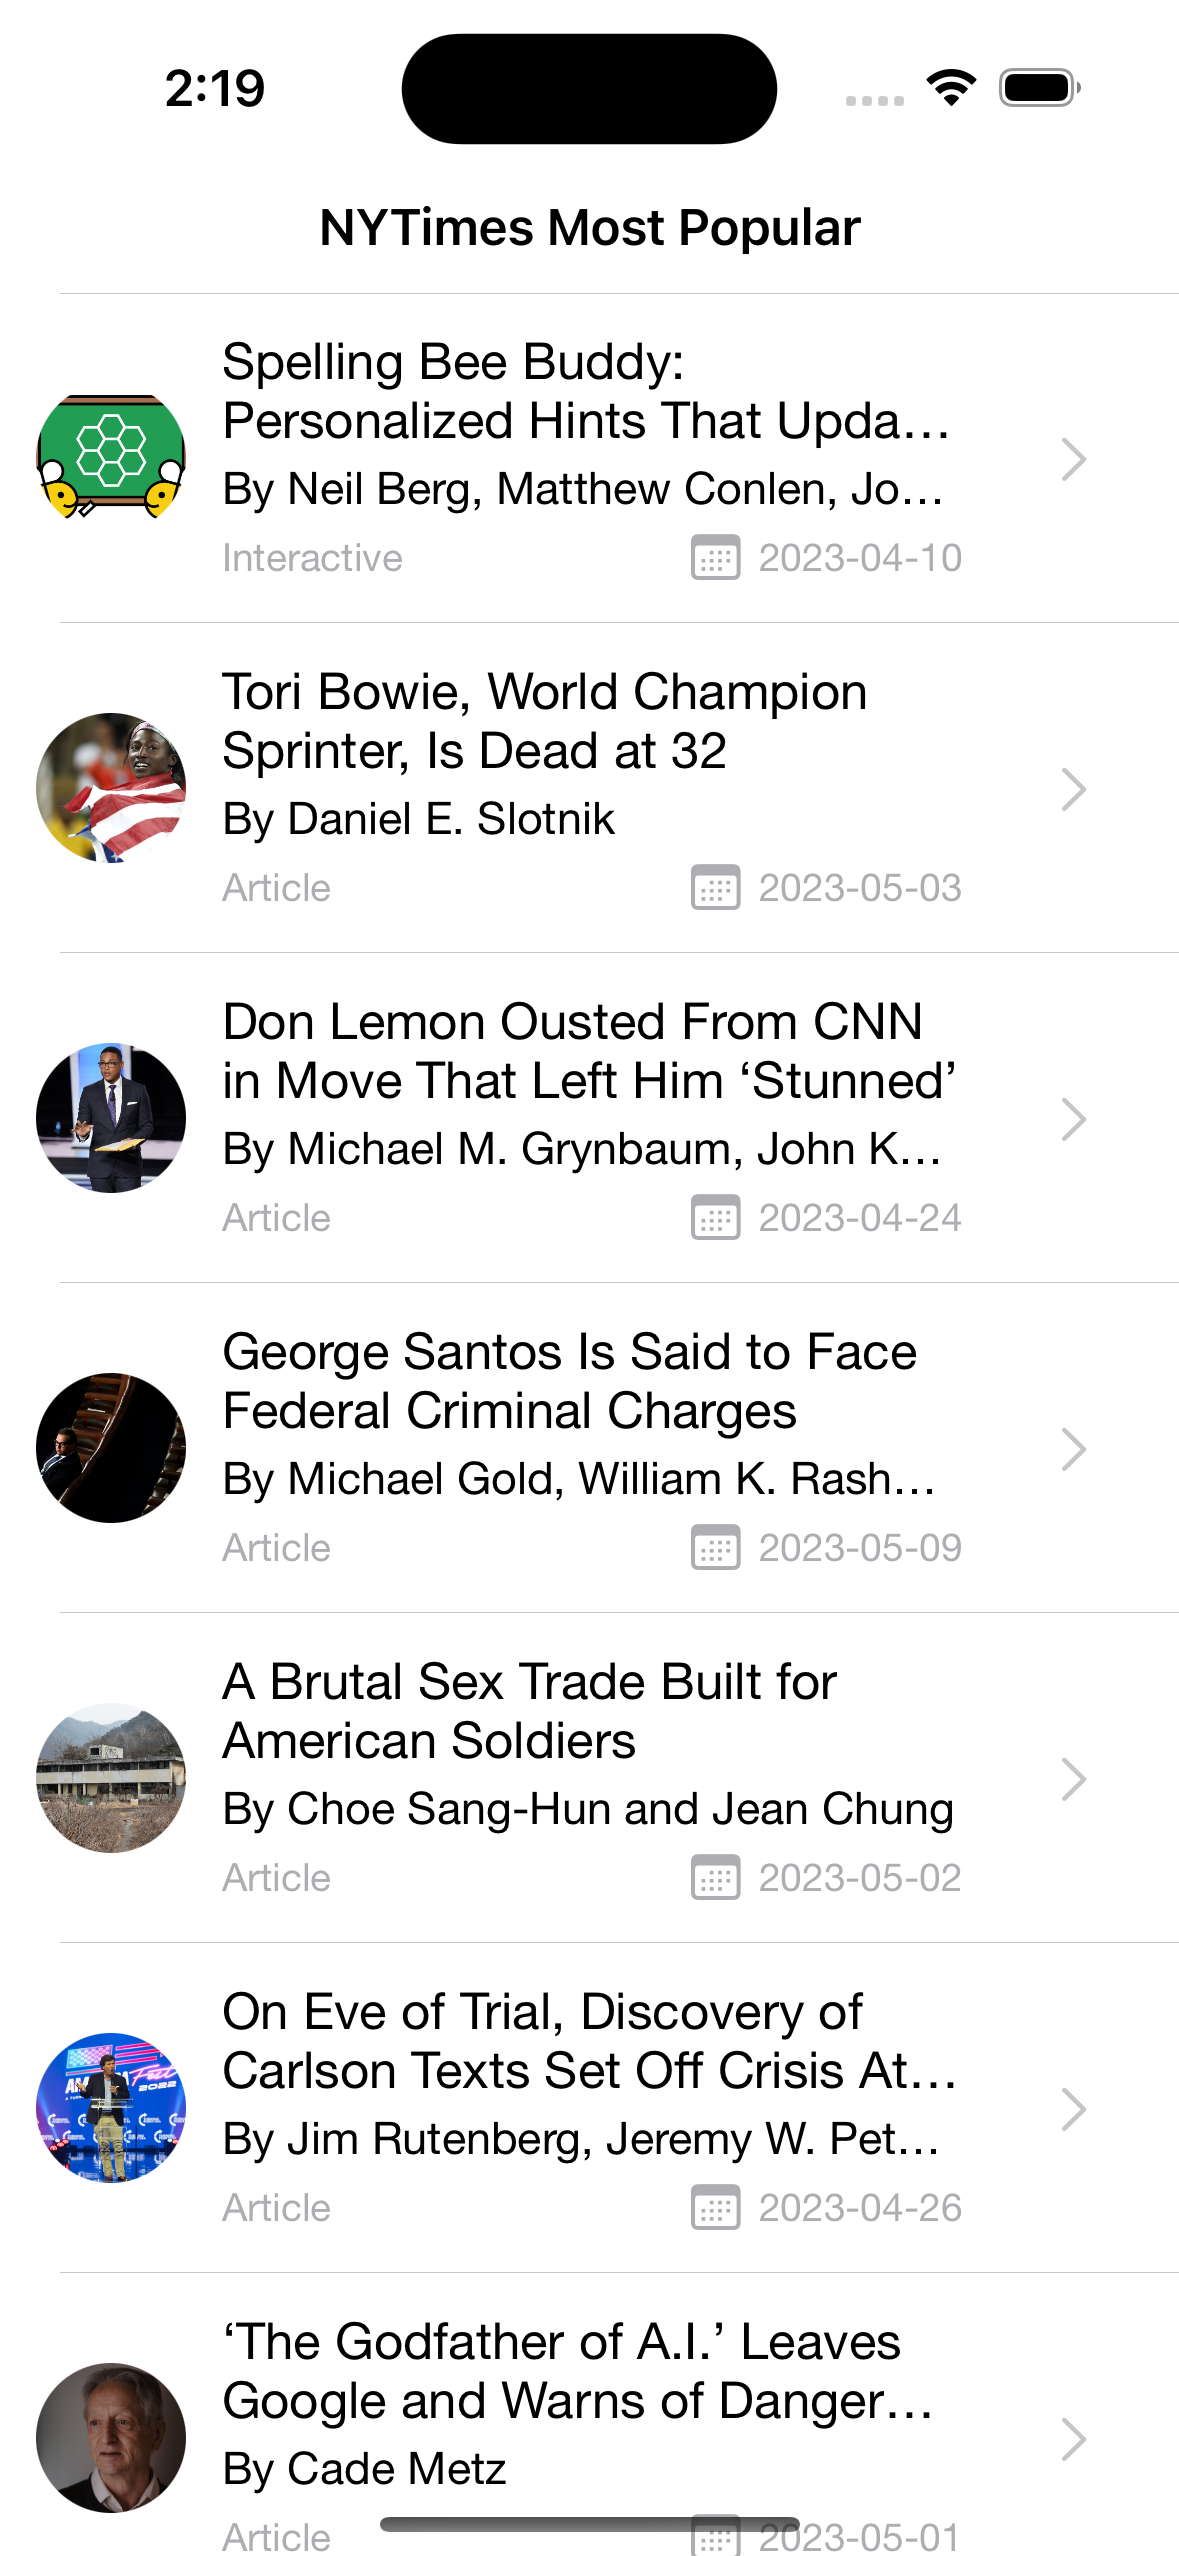 2:19
NYTimes Most Popular
Spelling Bee Buddy:
Personalized Hints That Upda…
By Neil Berg, Matthew Conlen, Jo…
Interactive 2023-04-10
Tori Bowie, World Champion
Sprinter, Is Dead at 32
By Daniel E. Slotnik
Article 2023-05-03
Don Lemon Ousted From CNN
in Move That Left Him ‘Stunned’
By Michael M. Grynbaum, John K…
Article 2023-04-24
George Santos Is Said to Face
Federal Criminal Charges
By Michael Gold, William K. Rash…
Article 2023-05-09
A Brutal Sex Trade Built for
American Soldiers
By Choe Sang-Hun and Jean Chung
Article 2023-05-02
On Eve of Trial, Discovery of
Carlson Texts Set Off Crisis At…
By Jim Rutenberg, Jeremy W. Pet…
Article 2023-04-26
‘The Godfather of A.I.’ Leaves
Google and Warns of Danger…
By Cade Metz
Article 2023-05-01